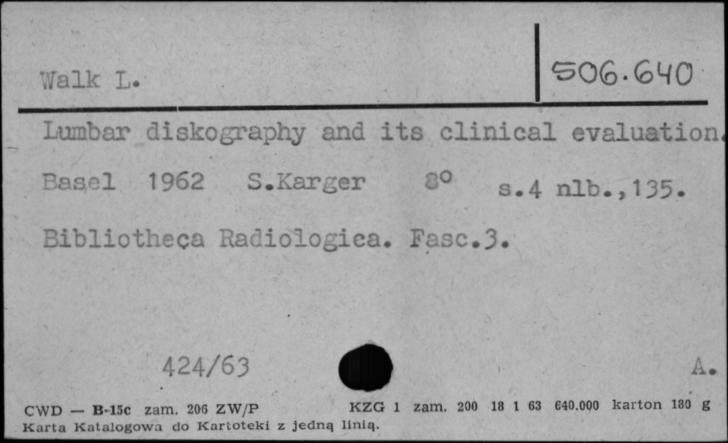 Walk L.
506.640
Lumbar diskography and its clinical evaluation.
Basel 1962 S.Karger 8° s.4 nlb.,135.
Bibliotheca Radiologica. Fasc.3.
424/63 A.
CWD — B-15c zam. 206 ZW/P KZG 1 zam. 200 18 1 63 640.000 karton 180 g
Karta Katalogowa do Kartoteki z jedną linią.